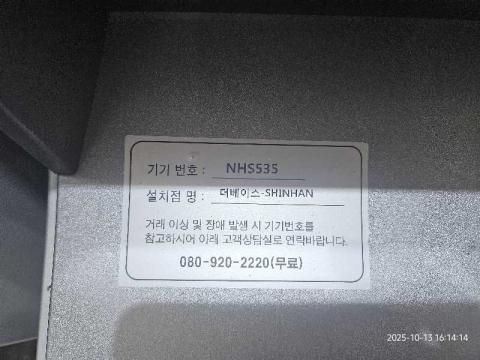 기기 번호 : NHS535
설치점 명 : 더베이스-SHINHAN
거래 이상 및 장애 발생 시 기기번호를
참고하시어 아래 고객상담실로 연락바랍니다.
080-920-2220(무료)
2025-10-13 16:14:14